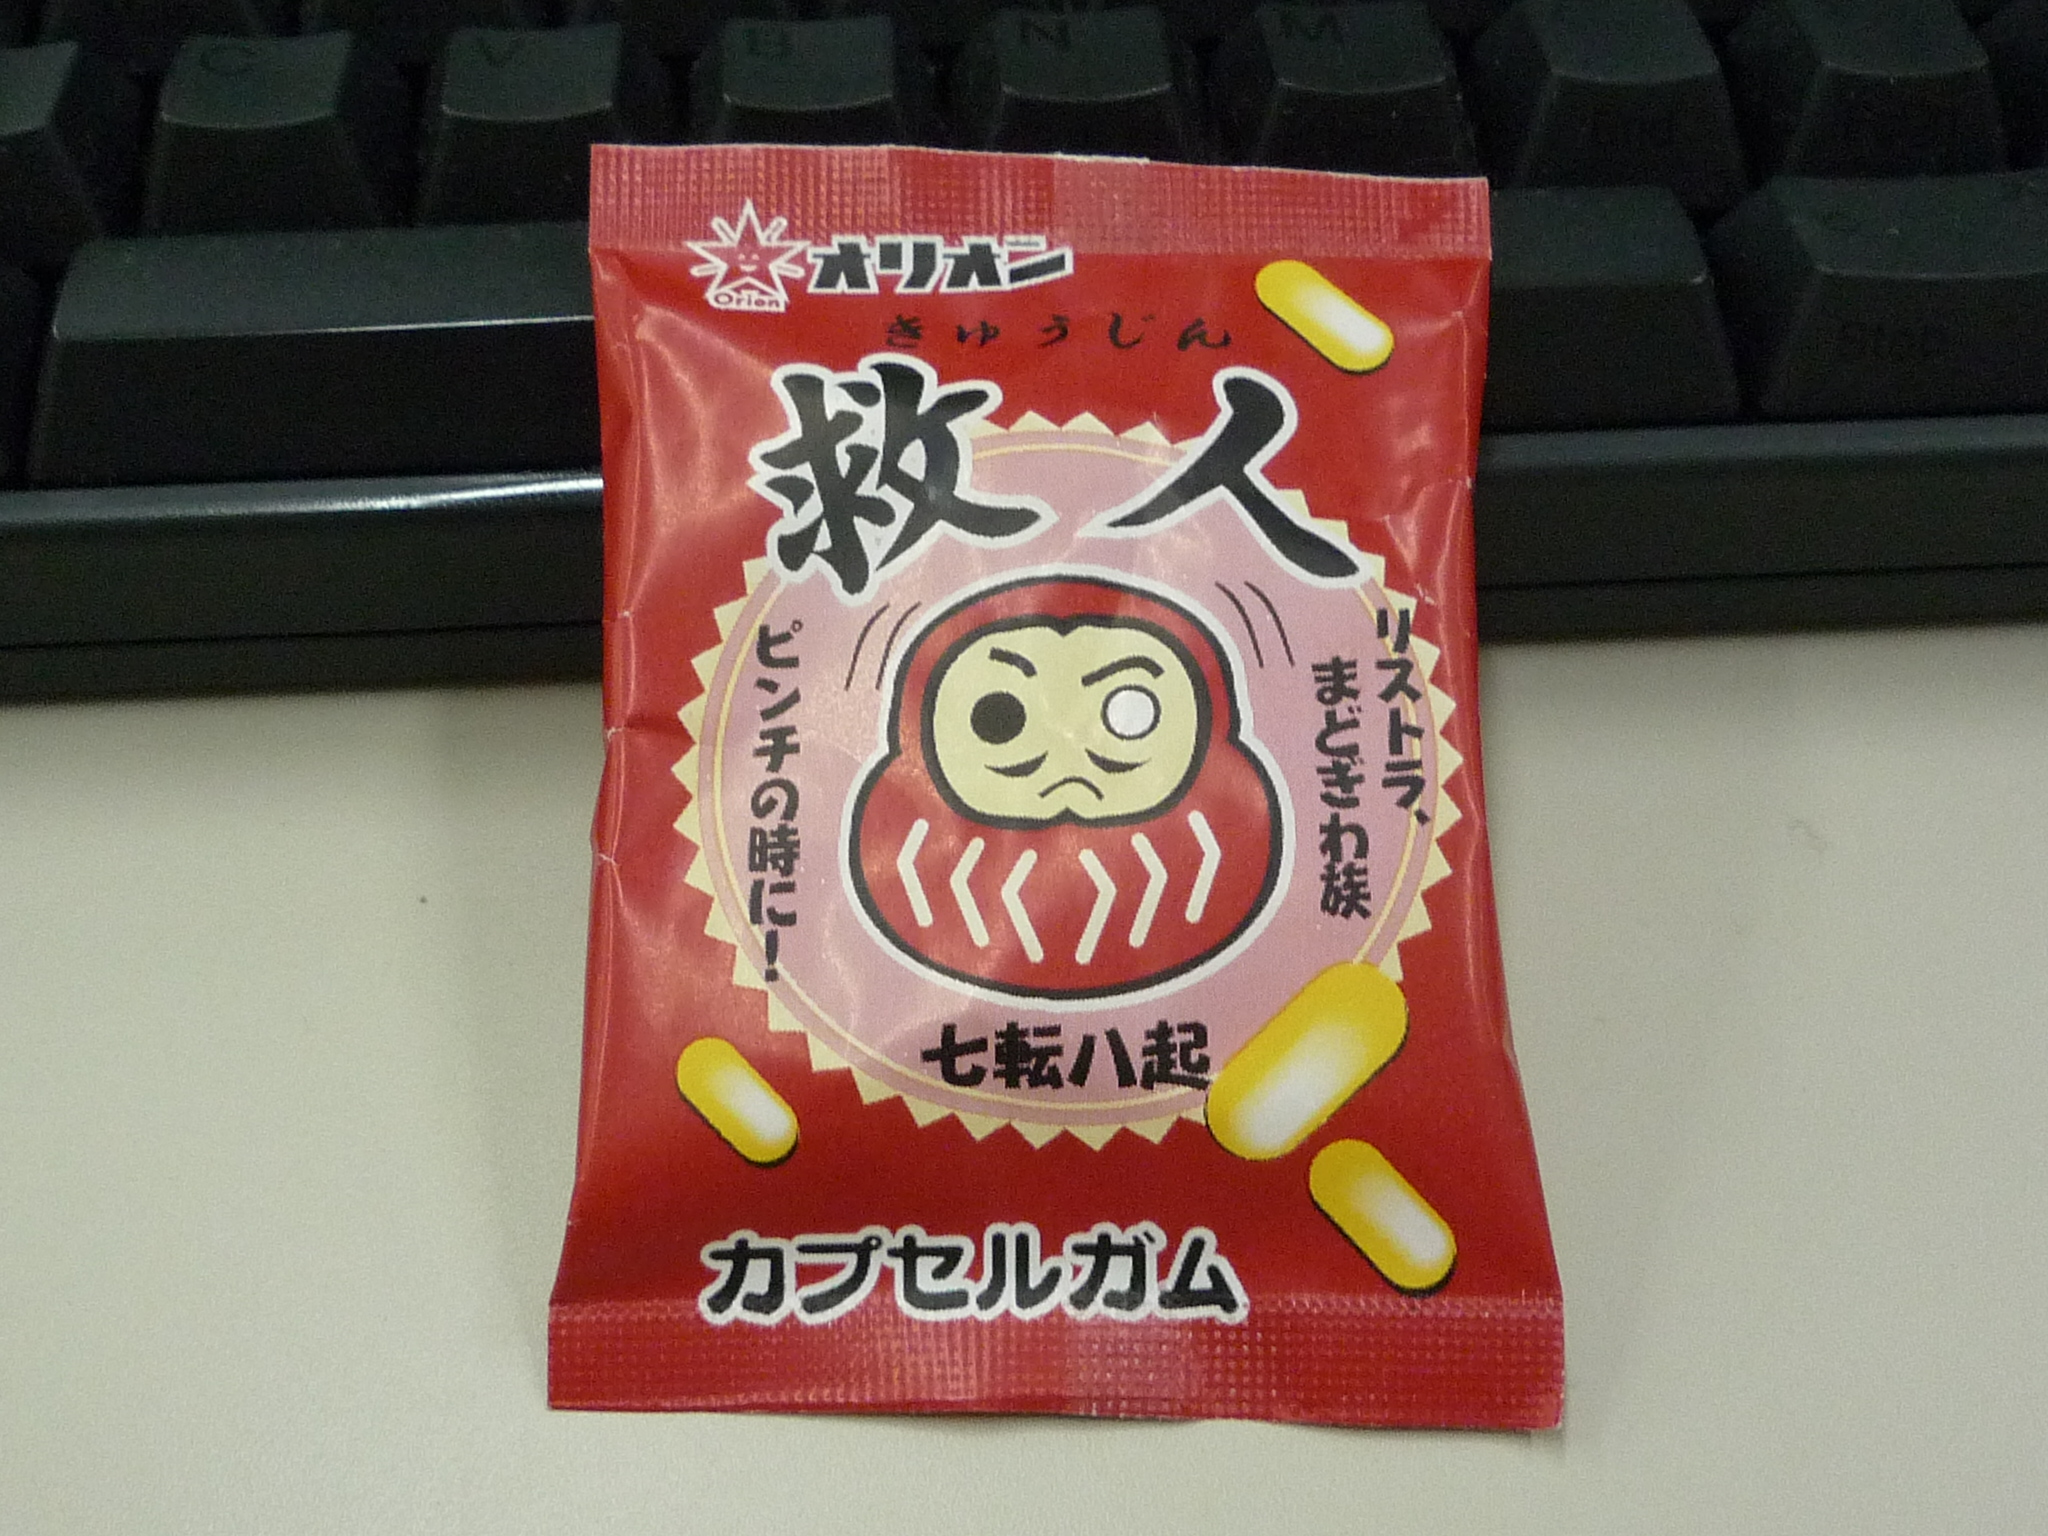 C V B N M
Orion
オリオン
きゅうじん
救人
リストラ、
まどぎわ族
ピンチの時に!
七転八起
カプセルガム